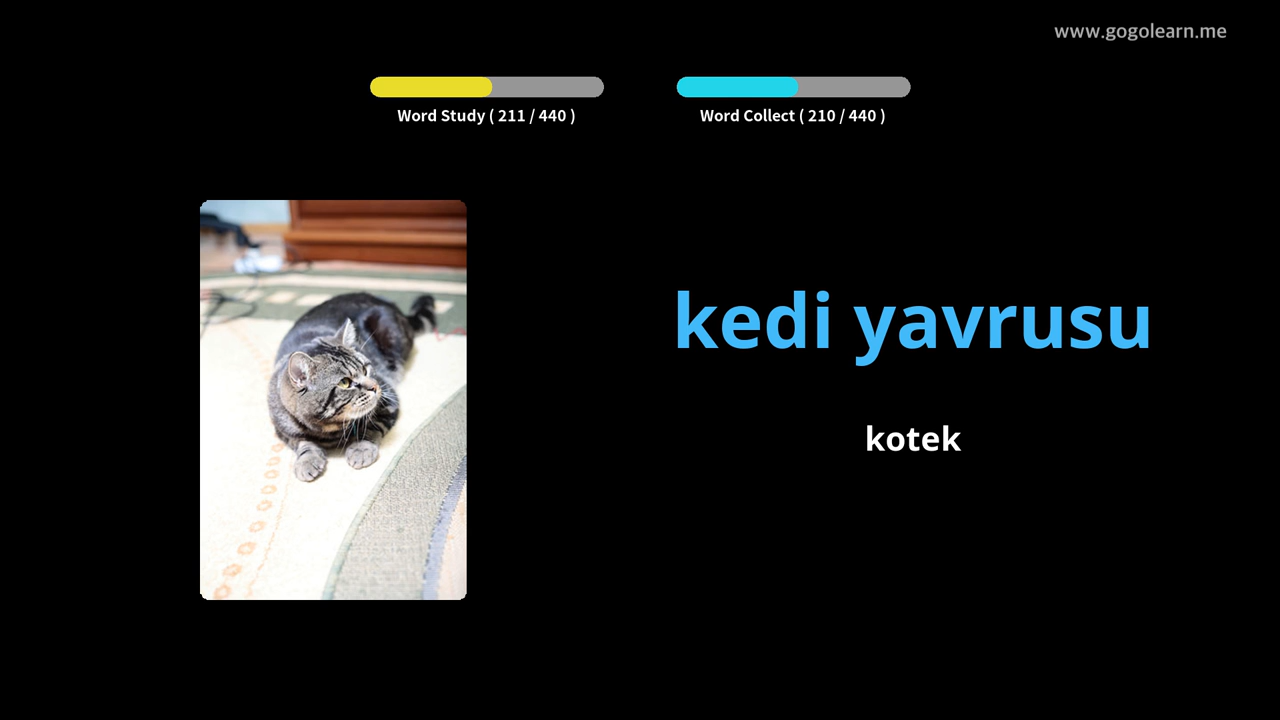 www.gogolearn.me
Word Study ( 211 / 440 )
Word Collect ( 210 / 440 )
kedi yavrusu
kotek